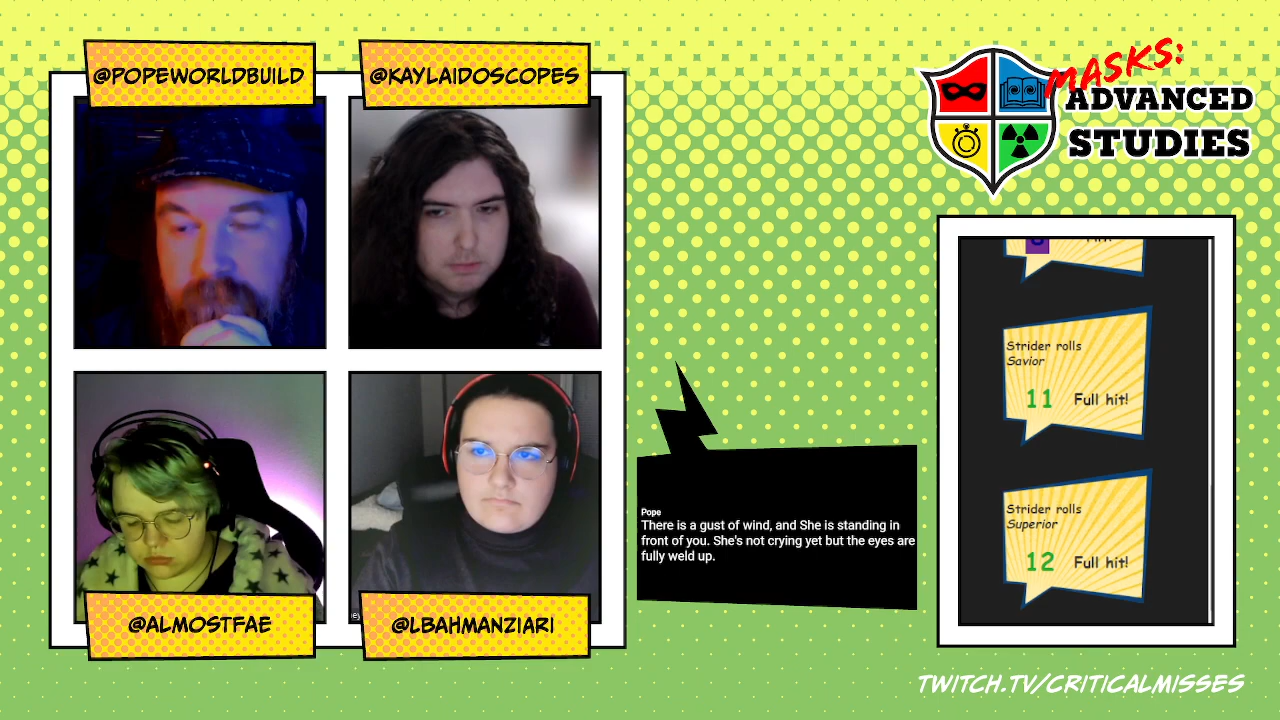 @POPEWORLDBUILD
@KAYLAIDOSCOPES
MASKS:
ADVANCED
STUDIES
Strider rolls
Savior
11 Full hit!
Pope
There is a gust of wind, and She is standing in
front of you. She's not crying yet but the eyes are
fully weld up.
Strider rolls
Superior
12 Full hit!
@ALMOSTFAE
@LBAHMANZIARI
TWITCH.TV/CRITICALMISSES